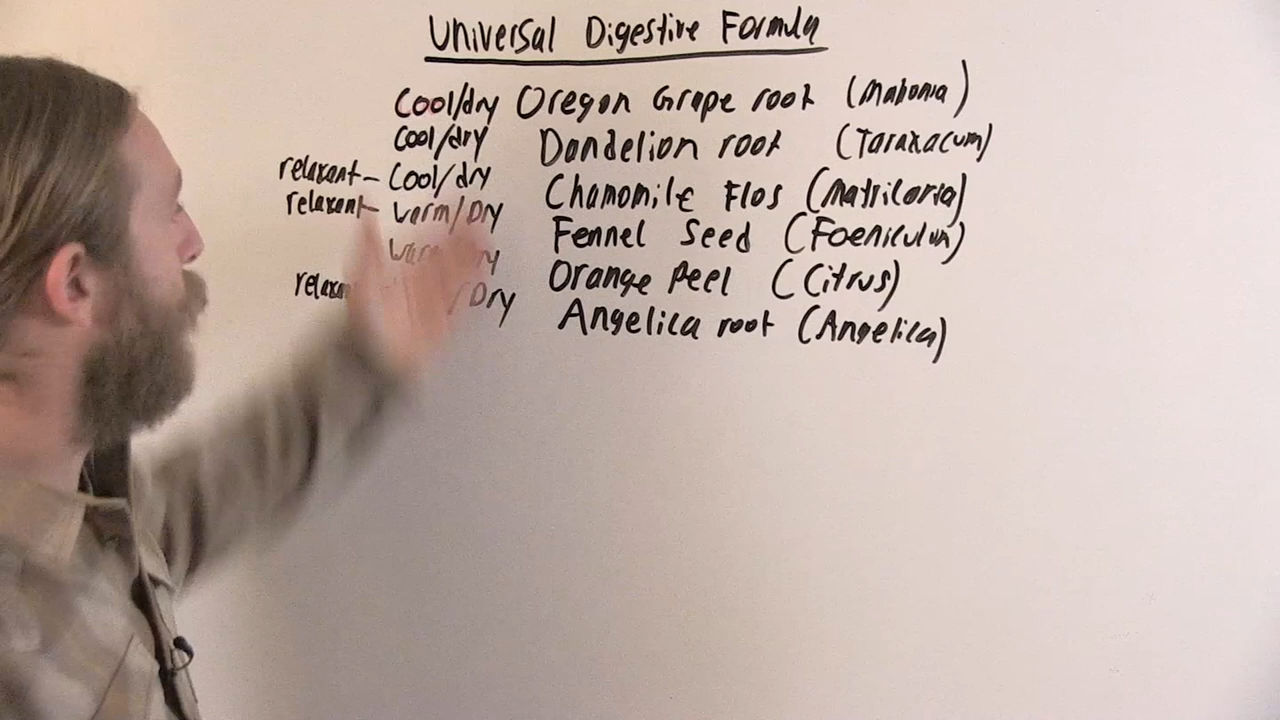 Universal Digestive Formula
Cool/dry Oregon Grape root (Mahonia)
Cool/dry Dandelion root (Taraxacum)
relaxant - Cool/dry Chamomile Flos (Matricaria)
relaxant - Warm/Dry Fennel Seed (Foeniculum)
Orange Peel (Citrus)
Dry Angelica root (Angelica)